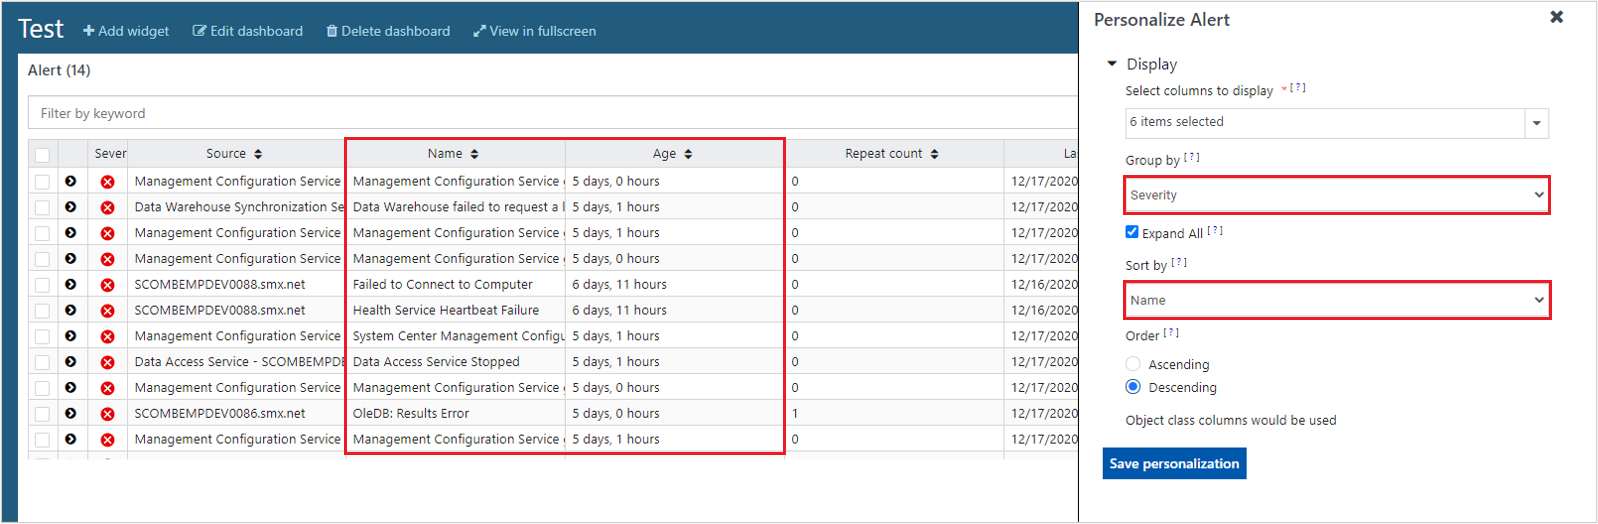 Test Add widget Edit dashboard Delete dashboard View in fullscreen
Alert (14)
Filter by keyword
Sever Source Name Age Repeat count La
Management Configuration Service Management Configuration Service 5 days, 0 hours 0 12/17/2020
Data Warehouse Synchronization Se Data Warehouse failed to request a l 5 days, 1 hours 0 12/17/2020
Management Configuration Service Management Configuration Service 5 days, 1 hours 0 12/17/2020
Management Configuration Service Management Configuration Service 5 days, 0 hours 0 12/17/2020
SCOMBEMPDEV0088.smx.net Failed to Connect to Computer 6 days, 11 hours 0 12/16/2020
SCOMBEMPDEV0088.smx.net Health Service Heartbeat Failure 6 days, 11 hours 0 12/16/2020
Management Configuration Service System Center Management Configu 5 days, 1 hours 0 12/17/2020
Data Access Service - SCOMBEMPDE Data Access Service Stopped 5 days, 1 hours 0 12/17/2020
Management Configuration Service Management Configuration Service 5 days, 0 hours 0 12/17/2020
SCOMBEMPDEV0086.smx.net OleDB: Results Error 5 days, 0 hours 1 12/17/2020
Management Configuration Service Management Configuration Service 5 days, 1 hours 0 12/17/2020
Personalize Alert
Display
Select columns to display * [?]
6 items selected
Group by [?]
Severity
Expand All [?]
Sort by [?]
Name
Order [?]
Ascending
Descending
Object class columns would be used
Save personalization